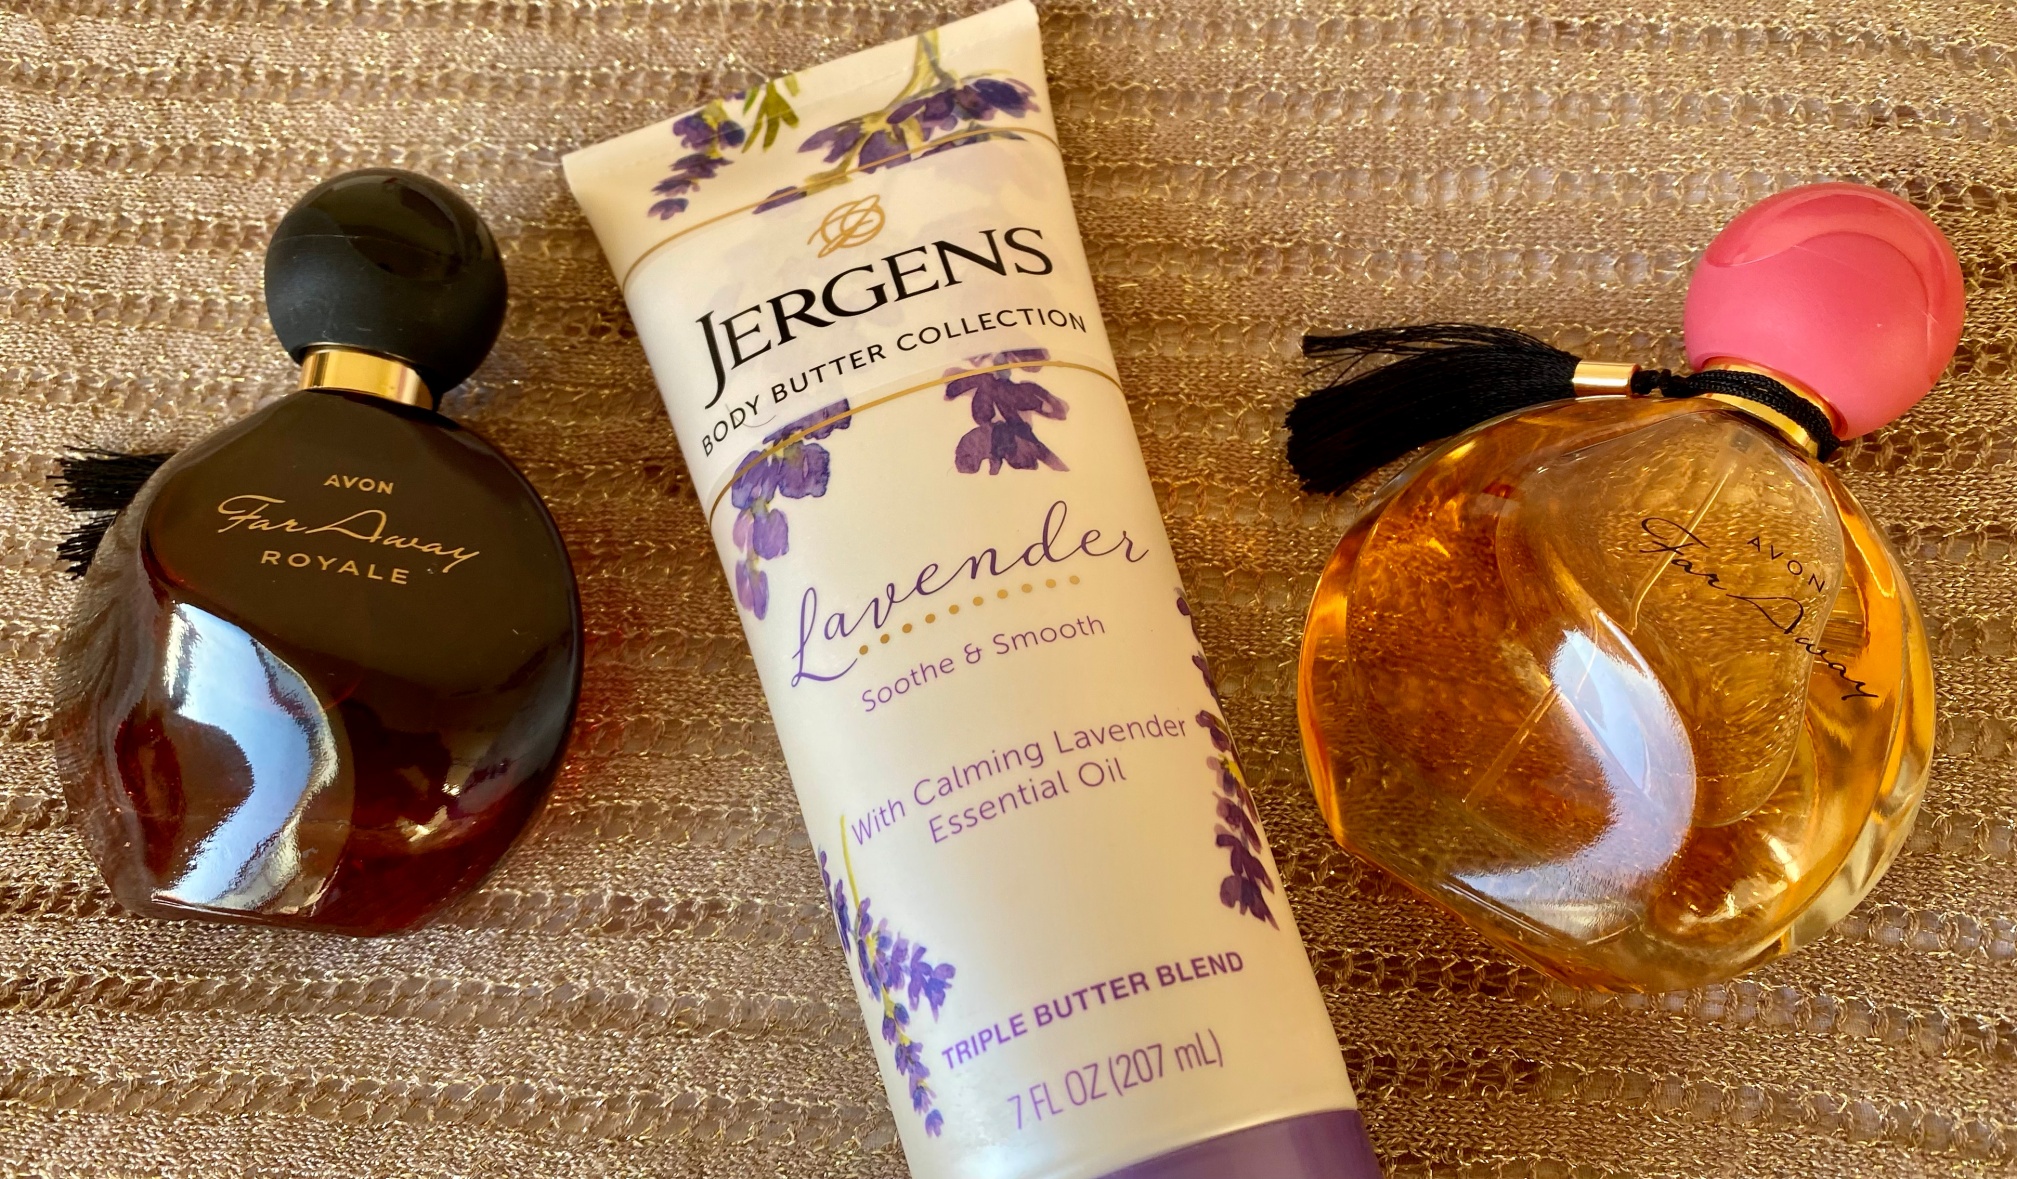 AVON
Far Away
ROYALE
JERGENS
BODY BUTTER COLLECTION
Lavender
Soothe & Smooth
With Calming Lavender
Essential Oil
TRIPLE BUTTER BLEND
7 FL OZ (207 mL)
AVON
Far Away